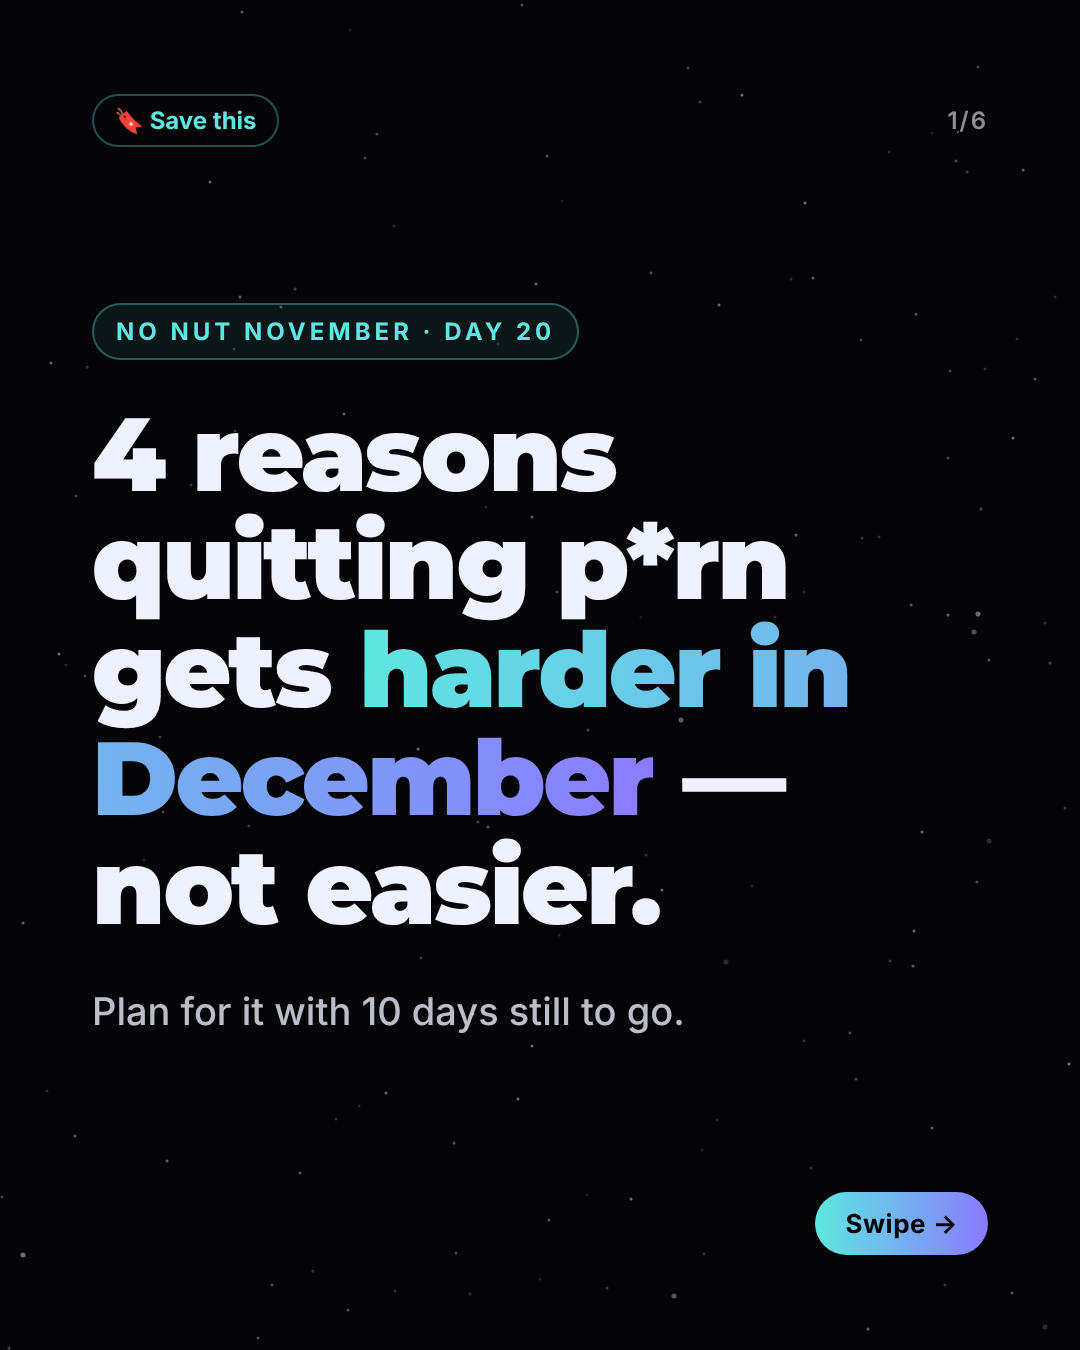 🔖 Save this
1/6
NO NUT NOVEMBER · DAY 20
4 reasons
quitting p*rn
gets harder in
December —
not easier.
Plan for it with 10 days still to go.
Swipe →